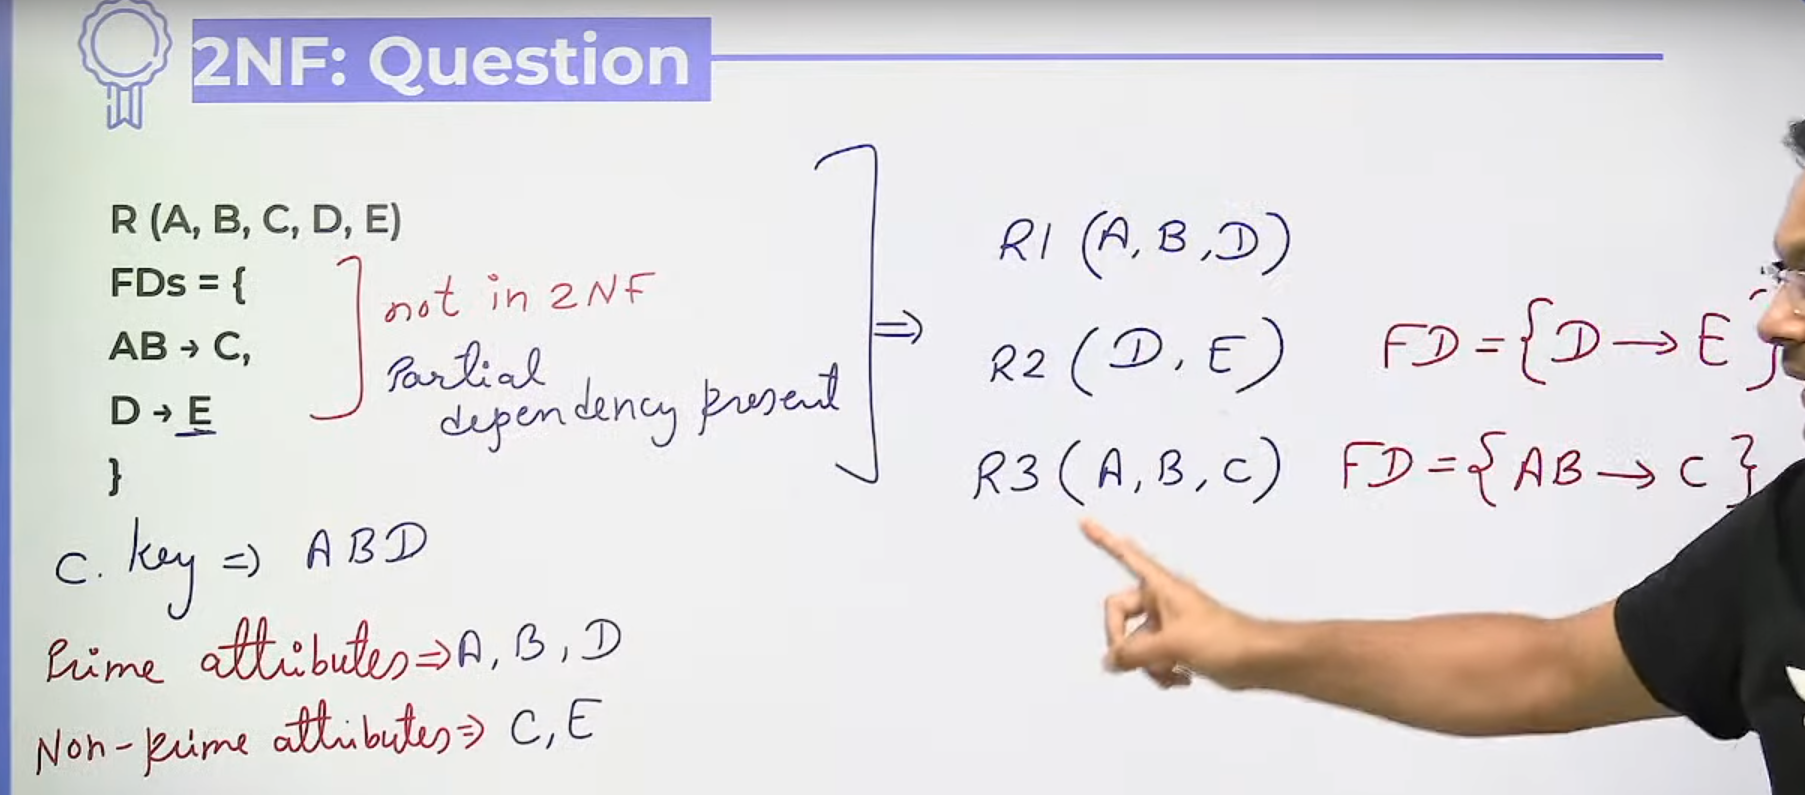 2NF: Question
R (A, B, C, D, E)
FDs = {
AB → C,
D → E
}
not in 2NF
Partial
dependency present
C. key ⇒ ABD
Prime attributes ⇒ A, B, D
Non-prime attributes ⇒ C, E
⇒
R1 (A, B, D)
R2 (D, E) FD = {D → E}
R3 (A, B, C) FD = {AB → C}